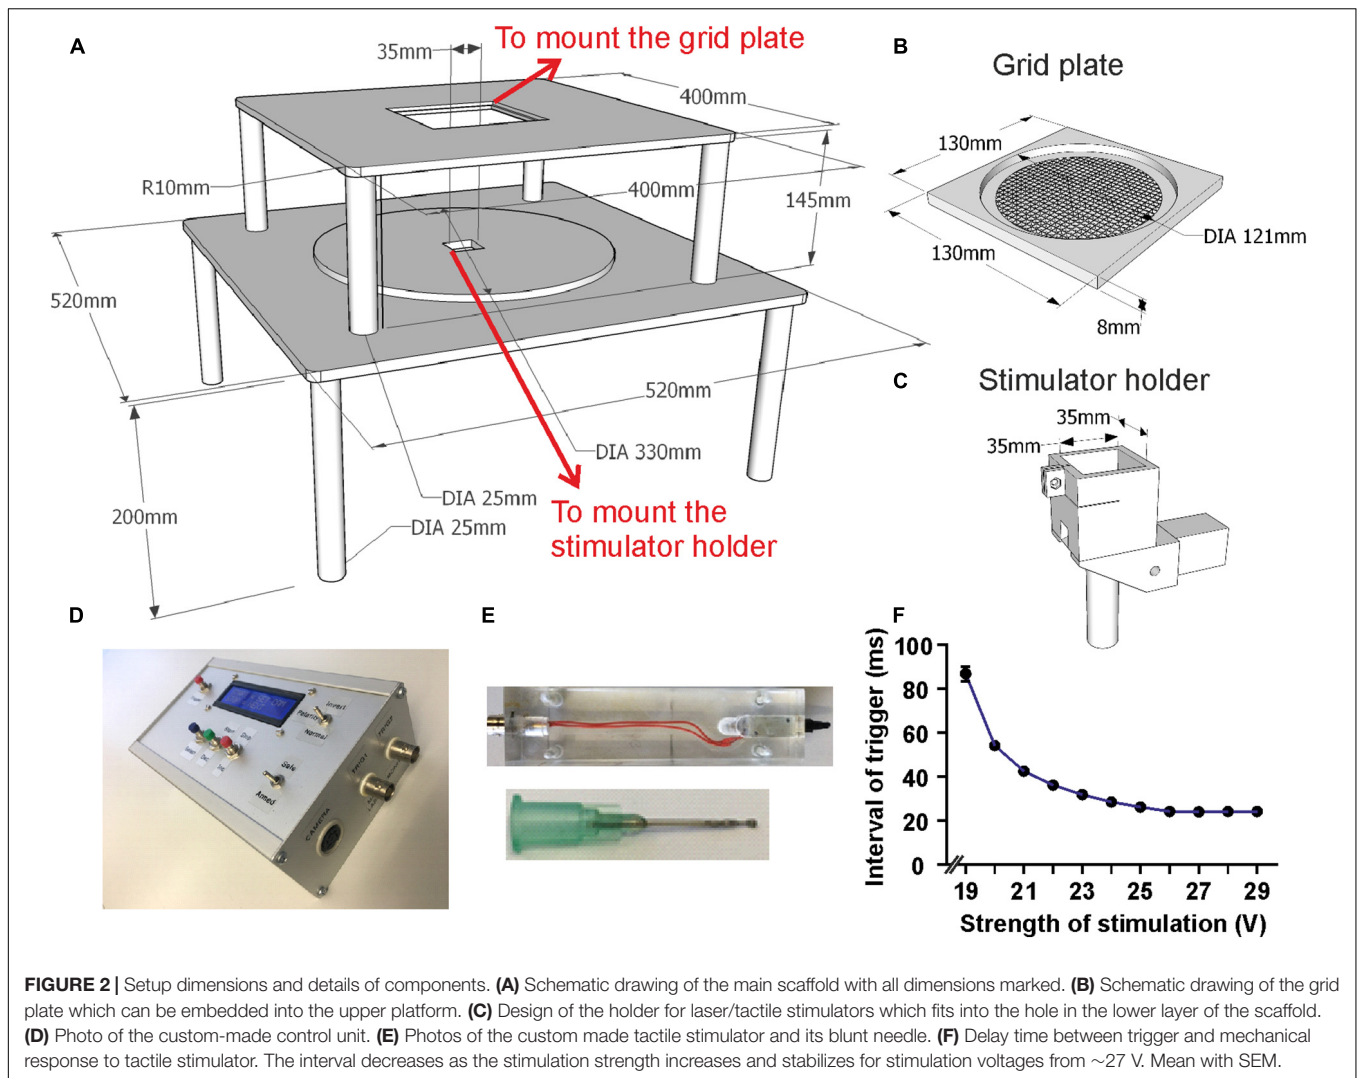 A
35mm
To mount the grid plate
400mm
R10mm
400mm
145mm
520mm
520mm
DIA 330mm
DIA 25mm
DIA 25mm
200mm
To mount the
stimulator holder
B
Grid plate
130mm
130mm
DIA 121mm
8mm
C
Stimulator holder
35mm
35mm
D
Invert
Polarity
Normal
Safe
Armed
TRIG1
CAMERA
E
F
Interval of trigger (ms)
100
80
60
40
20
0
19 21 23 25 27 29
Strength of stimulation (V)
FIGURE 2 | Setup dimensions and details of components. (A) Schematic drawing of the main scaffold with all dimensions marked. (B) Schematic drawing of the grid
plate which can be embedded into the upper platform. (C) Design of the holder for laser/tactile stimulators which fits into the hole in the lower layer of the scaffold.
(D) Photo of the custom-made control unit. (E) Photos of the custom made tactile stimulator and its blunt needle. (F) Delay time between trigger and mechanical
response to tactile stimulator. The interval decreases as the stimulation strength increases and stabilizes for stimulation voltages from ∼27 V. Mean with SEM.